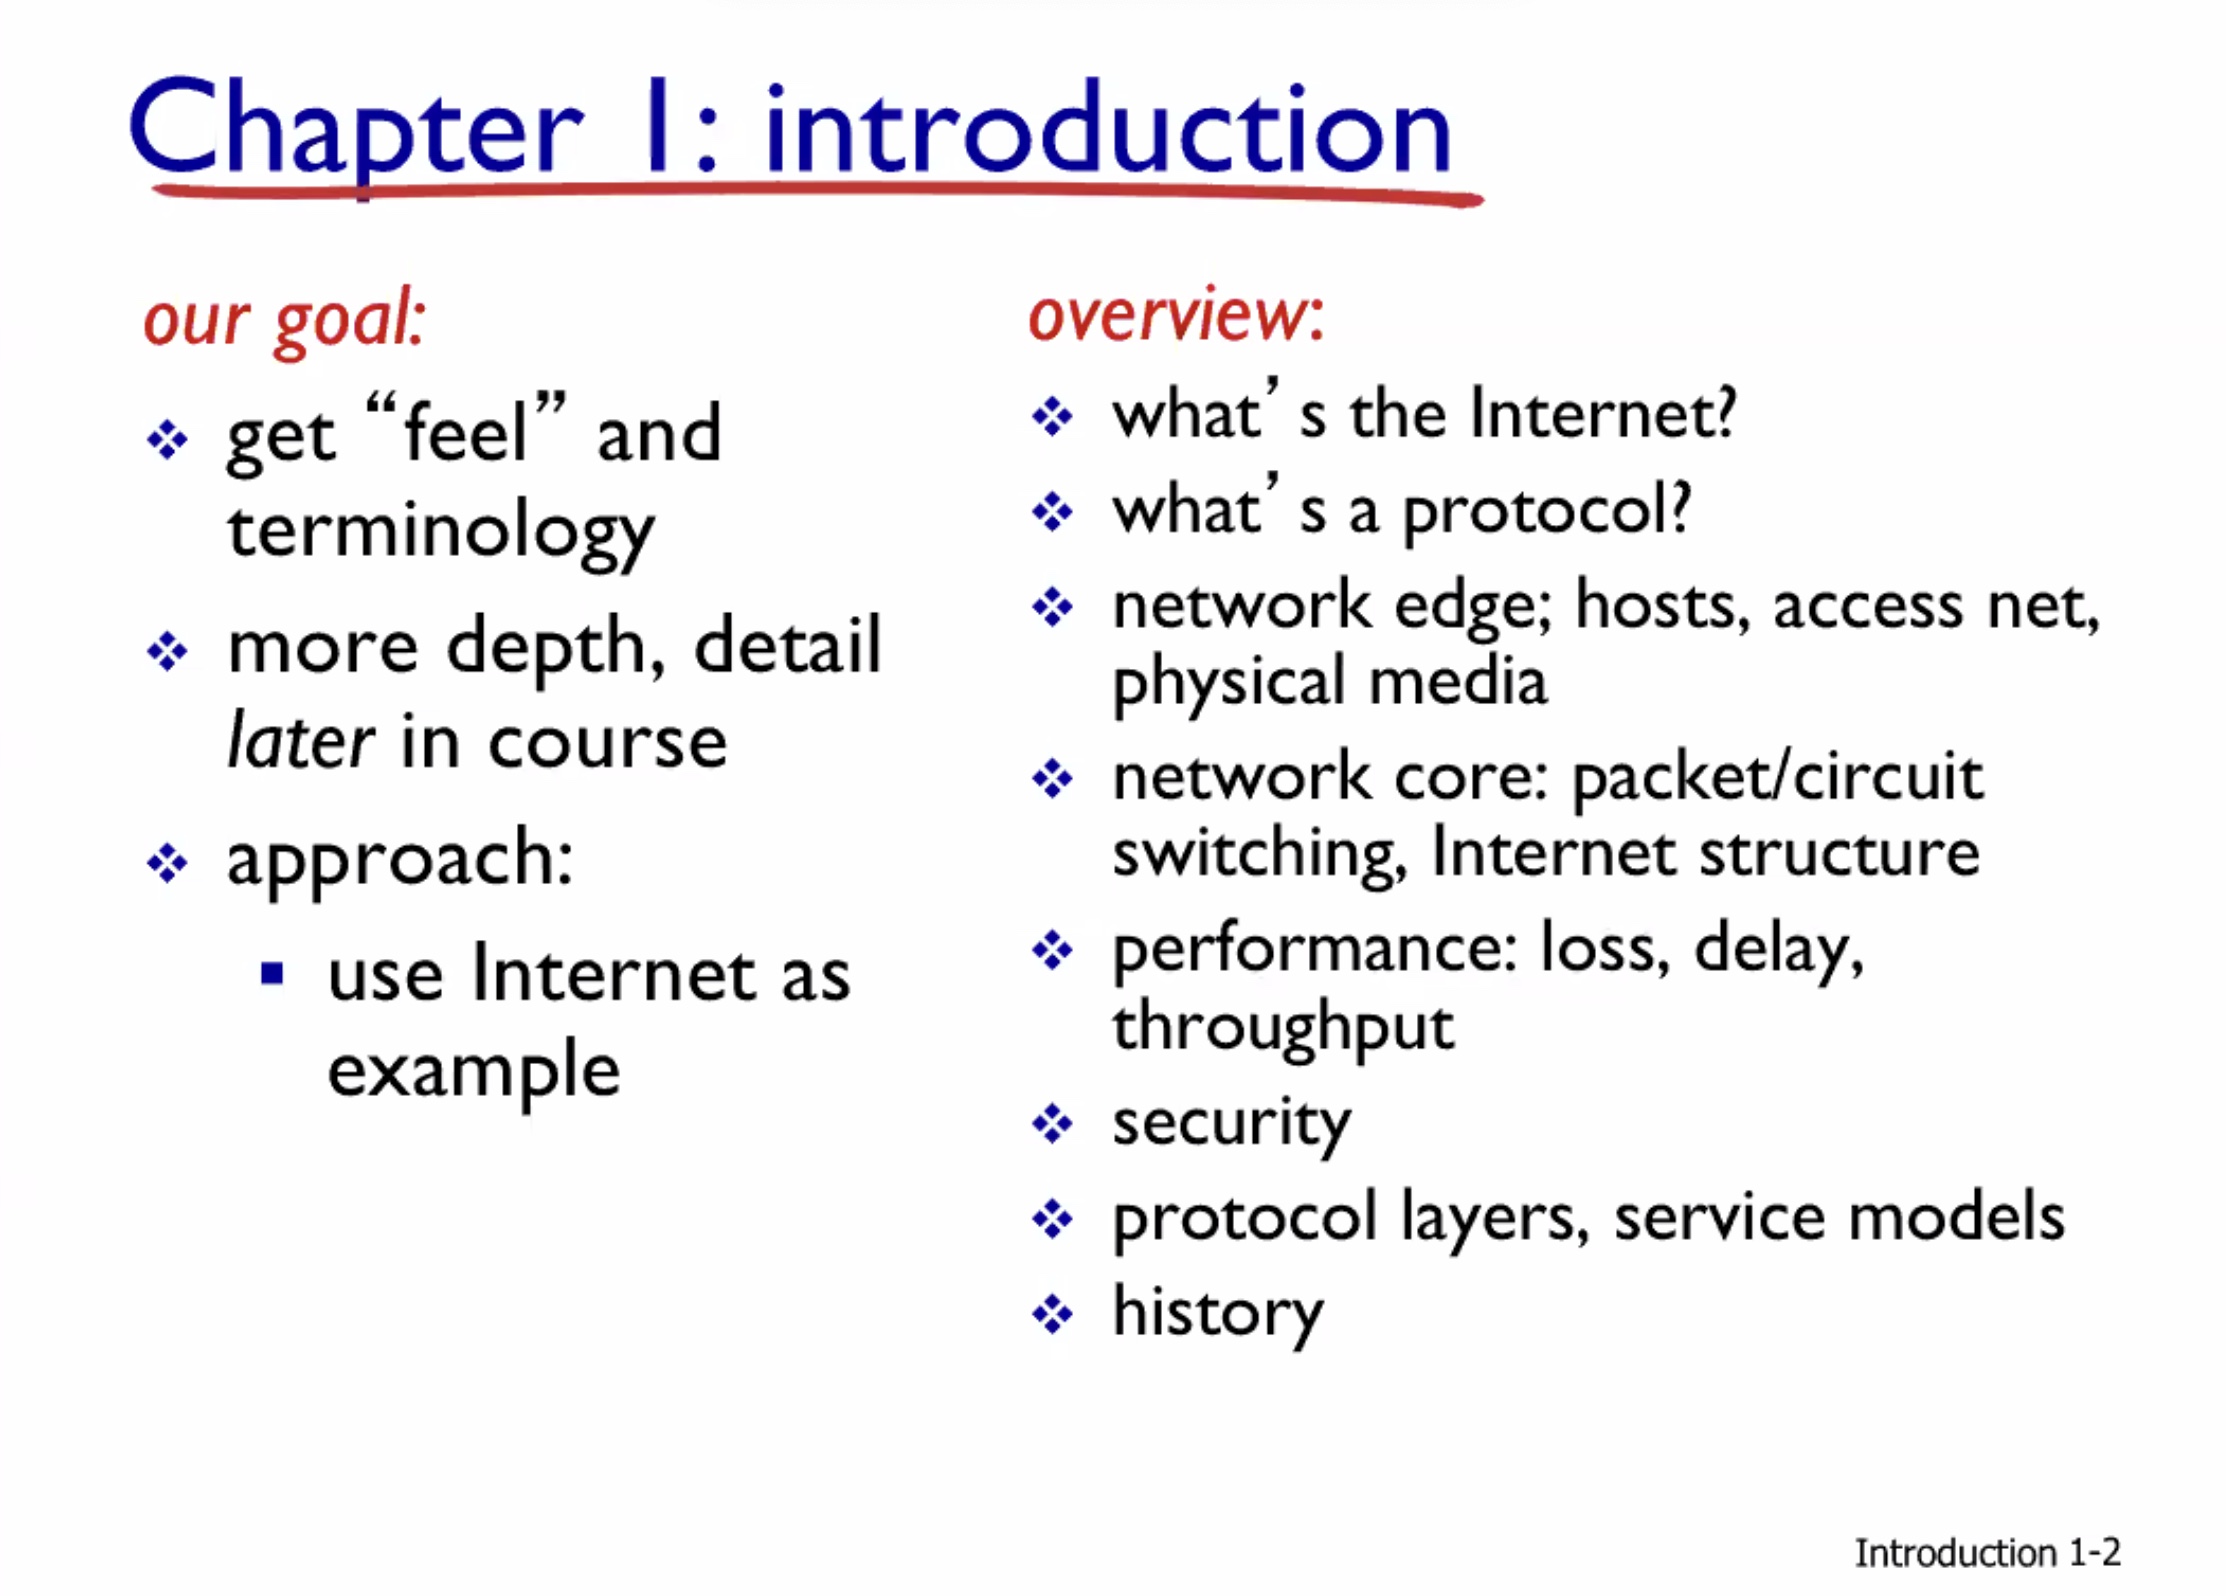 Chapter 1: introduction
our goal:
get “feel” and
terminology
more depth, detail
later in course
approach:
use Internet as
example
overview:
what’s the Internet?
what’s a protocol?
network edge; hosts, access net,
physical media
network core: packet/circuit
switching, Internet structure
performance: loss, delay,
throughput
security
protocol layers, service models
history
Introduction 1-2